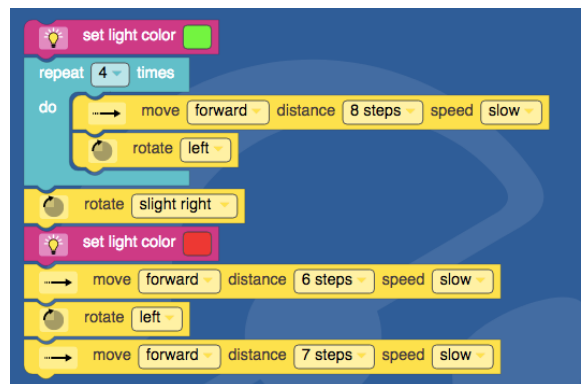 set light color
repeat 4 times
do move forward distance 8 steps speed slow
rotate left
rotate slight right
set light color
move forward distance 6 steps speed slow
rotate left
move forward distance 7 steps speed slow